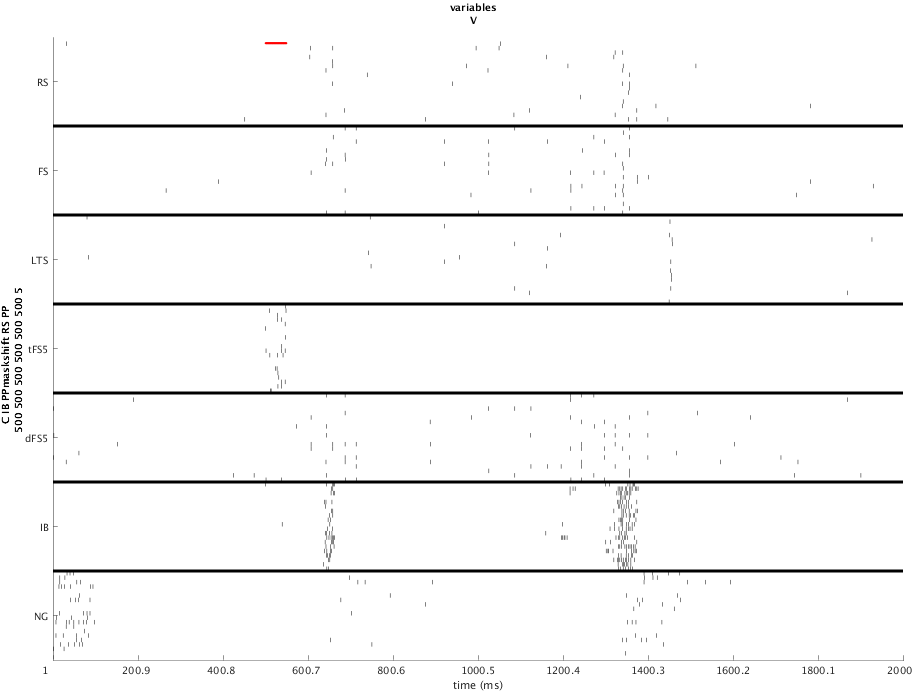 variables
V
RS
FS
LTS
tFS5
dFS5
IB
NG
C IB PPmaskshift RS PP
500 500 500 500 500 500 5
1 200.9 400.8 600.7 800.6 1000.5 1200.4 1400.3 1600.2 1800.1 2000
time (ms)